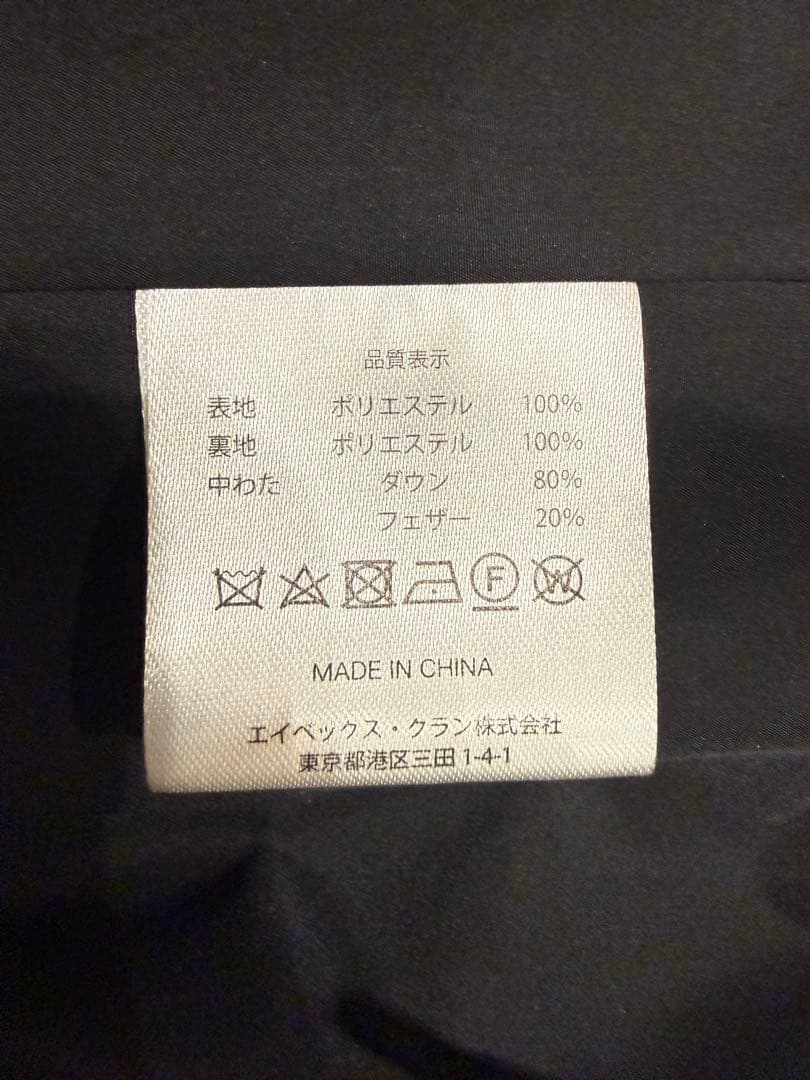 品質表示
表地 ポリエステル 100%
裏地 ポリエステル 100%
中わた ダウン 80%
フェザー 20%
F W
MADE IN CHINA
エイベックス・クラン株式会社
東京都港区三田1-4-1